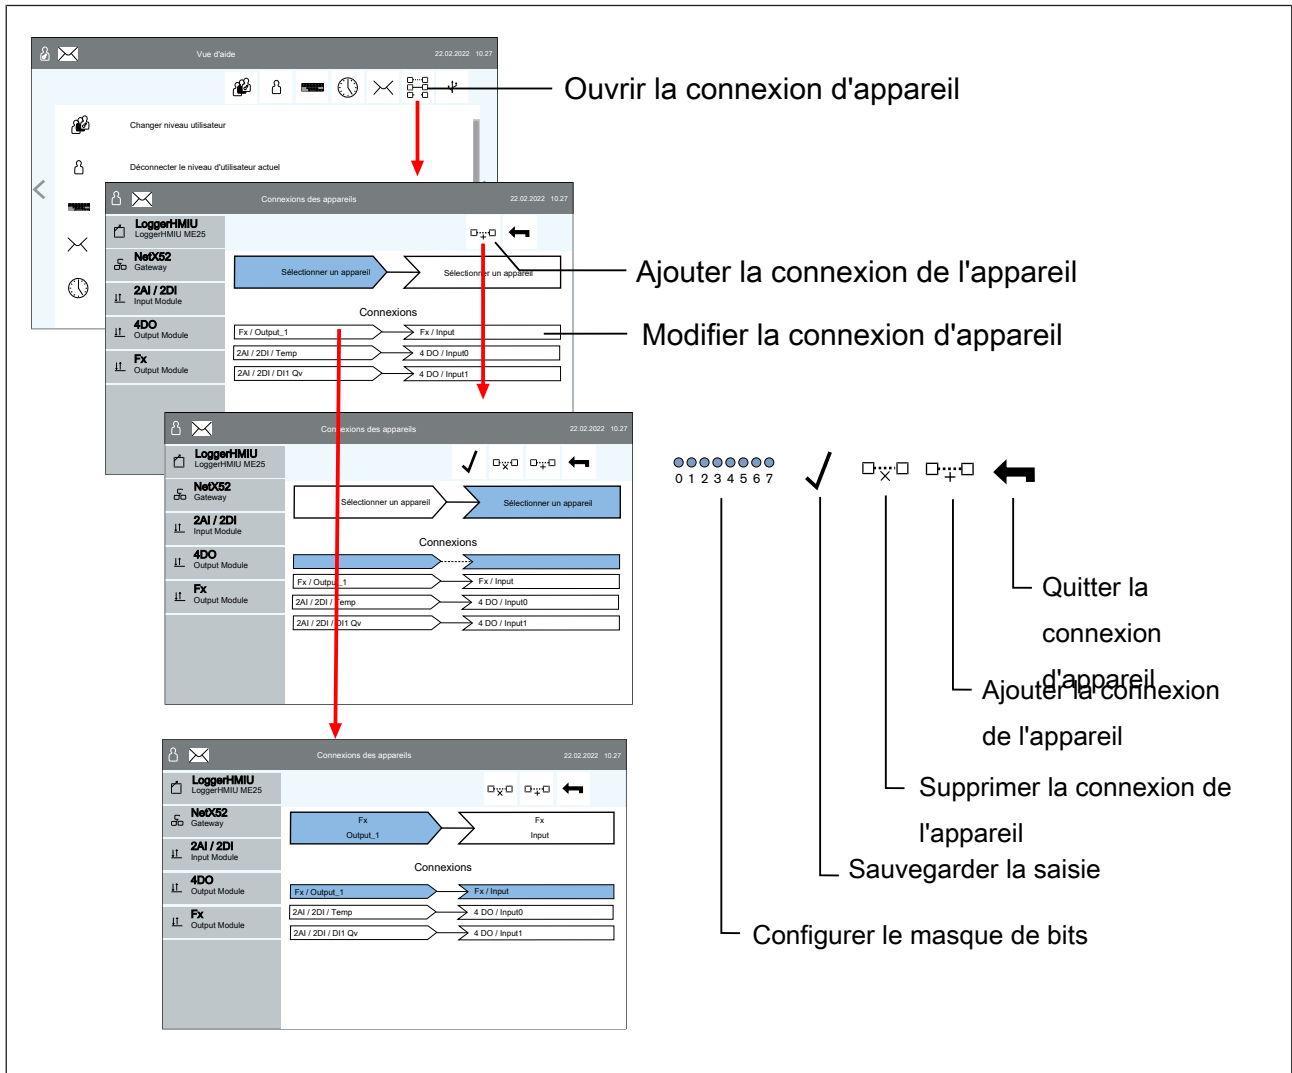 Vue d'aide
22.02.2022 10.27
Ouvrir la connexion d'appareil
Changer niveau utilisateur
Déconnecter le niveau d'utilisateur actuel
Connexions des appareils
22.02.2022 10.27
LoggerHMIU
LoggerHMIU ME25
NetX52
Gateway
2AI / 2DI
Input Module
4DO
Output Module
Fx
Output Module
Sélectionner un appareil
Sélectionner un appareil
Connexions
Fx / Output_1
Fx / Input
2AI / 2DI / Temp
4 DO / Input0
2AI / 2DI / DI1 Qv
4 DO / Input1
Ajouter la connexion de l'appareil
Modifier la connexion d'appareil
Connexions des appareils
22.02.2022 10.27
LoggerHMIU
LoggerHMIU ME25
NetX52
Gateway
2AI / 2DI
Input Module
4DO
Output Module
Fx
Output Module
Sélectionner un appareil
Sélectionner un appareil
Connexions
Fx / Output_1
Fx / Input
2AI / 2DI / Temp
4 DO / Input0
2AI / 2DI / DI1 Qv
4 DO / Input1
0 1 2 3 4 5 6 7
Quitter la
connexion
d'appareil
Ajouter la connexion
de l'appareil
Supprimer la connexion de
l'appareil
Sauvegarder la saisie
Configurer le masque de bits
Connexions des appareils
22.02.2022 10.27
LoggerHMIU
LoggerHMIU ME25
NetX52
Gateway
2AI / 2DI
Input Module
4DO
Output Module
Fx
Output Module
Fx
Output_1
Fx
Input
Connexions
Fx / Output_1
Fx / Input
2AI / 2DI / Temp
4 DO / Input0
2AI / 2DI / DI1 Qv
4 DO / Input1